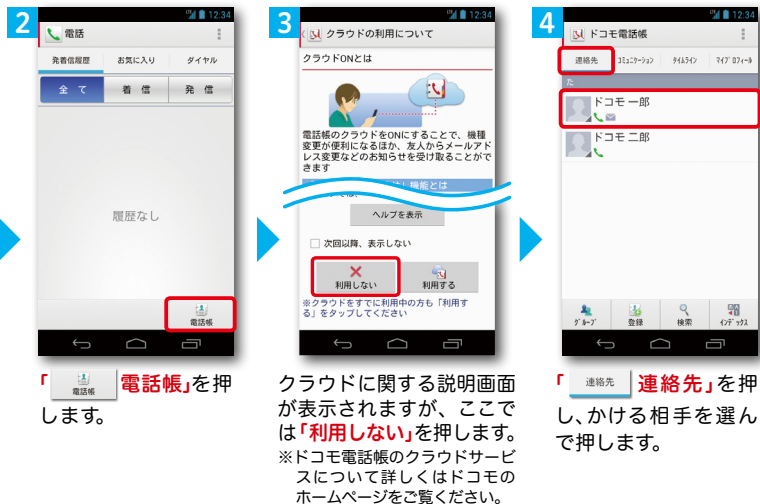 2
12:34
電話
発着信履歴 お気に入り ダイヤル
全 て 着 信 発 信
履歴なし
電話帳
「電話帳 電話帳」を押
します。
3
12:34
クラウドの利用について
クラウドONとは
電話帳のクラウドをONにすることで、機種
変更が便利になるほか、友人からメールアド
レス変更などのお知らせを受け取ることがで
きます
機能とは
ヘルプを表示
次回以降、表示しない
利用しない 利用する
※クラウドをすでに利用中の方も「利用す
る」をタップしてください
クラウドに関する説明画面
が表示されますが、ここで
は「利用しない」を押します。
※ドコモ電話帳のクラウドサービ
スについて詳しくはドコモの
ホームページをご覧ください。
4
12:34
ドコモ電話帳
連絡先 コミュニケーション タイムライン マイプロフィール
た
ドコモ 一郎
ドコモ 二郎
グループ 登録 検索 インデックス
「連絡先 連絡先」を押
し、かける相手を選ん
で押します。